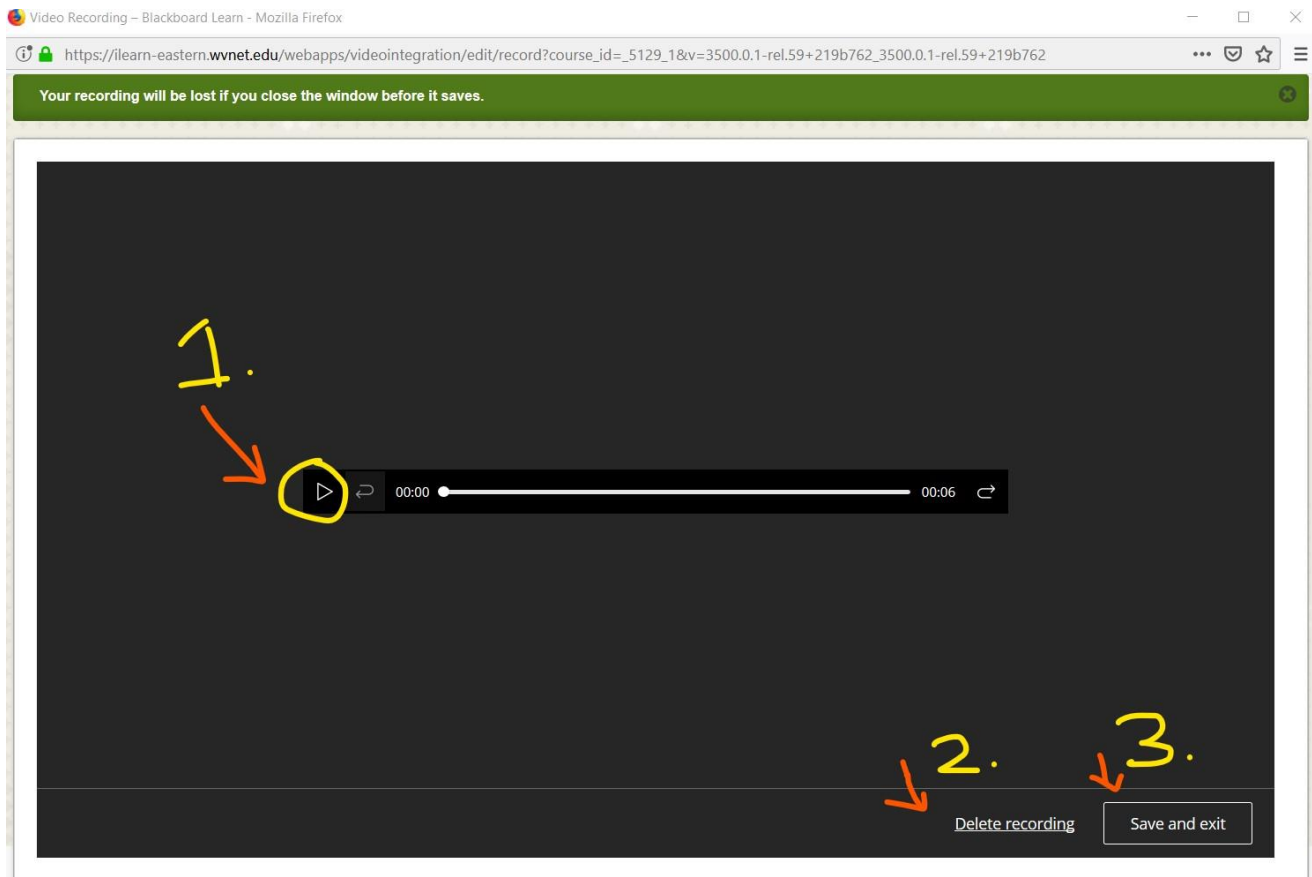 Video Recording – Blackboard Learn - Mozilla Firefox
https://ilearn-eastern.wvnet.edu/webapps/videointegration/edit/record?course_id=_5129_1&v=3500.0.1-rel.59+219b762_3500.0.1-rel.59+219b762
Your recording will be lost if you close the window before it saves.
1.
00:00 00:06
2. 3.
Delete recording Save and exit